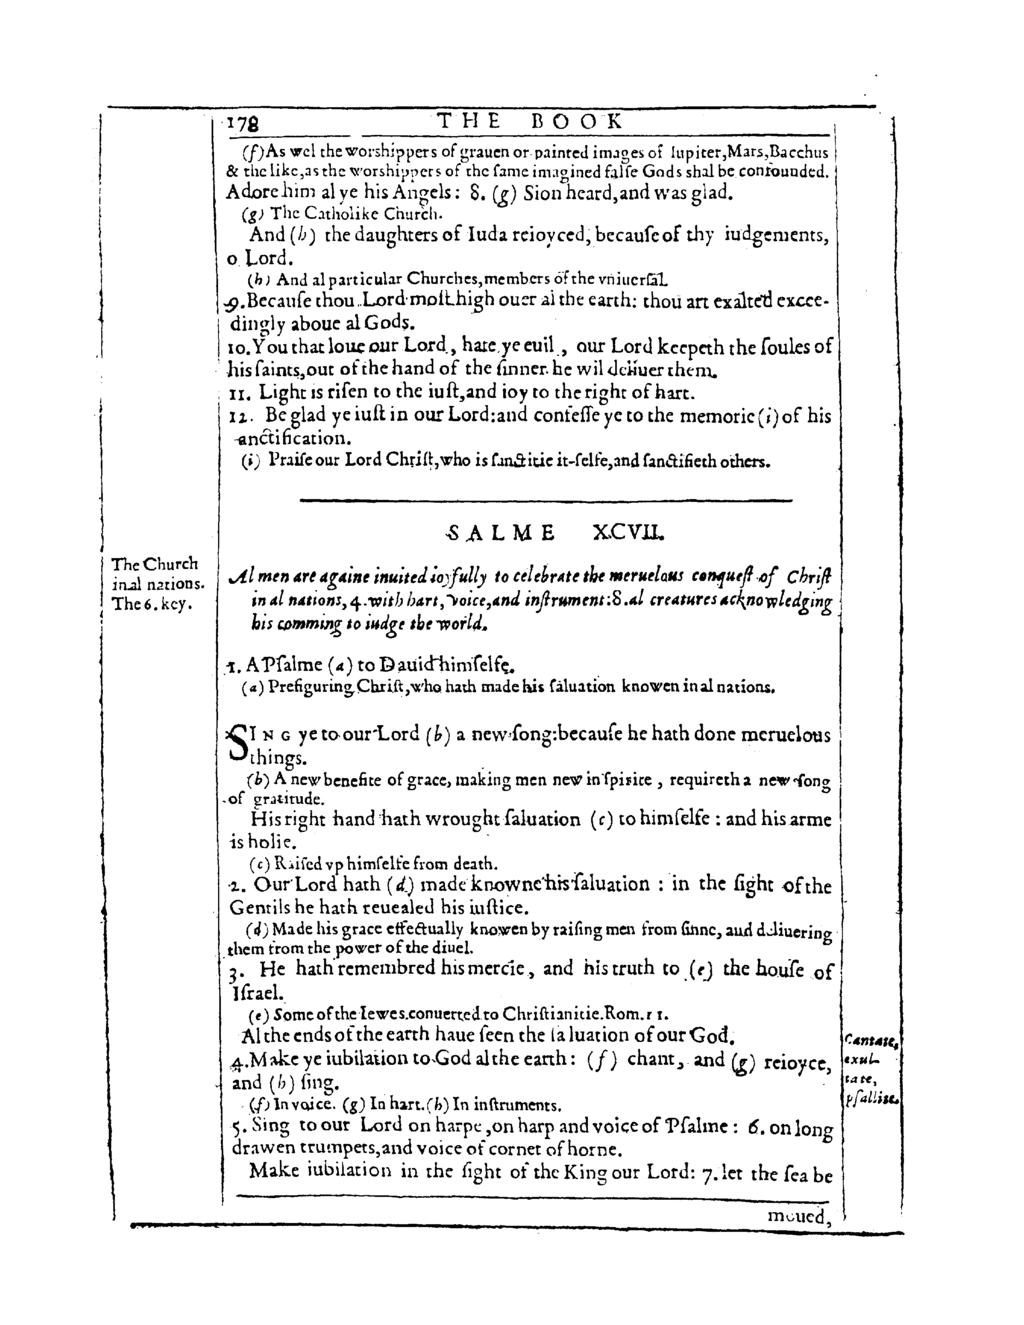 178 THE BOOK
(f) As wel the worshippers of grauen or painted images of Iupiter, Mars, Bacchus
& the like, as the worshippers of the ſame imagined falſe Gods shal be confounded.
Adore him al ye his Angels: 8. (g) Sion heard, and was glad.
(g) The Catholike Church.
And (h) the daughters of Iuda reioyced, becauſe of thy iudgements,
o Lord.
(h) And al particular Churches, members of the vniuerſal.
9. Becauſe thou Lord moſt high ouer al the earth: thou art exalted excee-
dingly aboue al Gods.
10. You that loue our Lord, hate ye euil, our Lord keepeth the ſoules of
his ſaints, out of the hand of the ſinner he wil deliuer them.
11. Light is riſen to the iuſt, and ioy to the right of hart.
12. Be glad ye iuſt in our Lord: and confeſſe ye to the memorie (i) of his
anctification.
(i) Praiſe our Lord Chriſt, who is ſanctitie it-ſelfe, and ſanctifieth others.
SALME XCVII.
The Church
in al nations.
The 6. key.
Al men are againe inuited ioyfully to celebrate the meruelous conqueſt of Chriſt
in al nations, 4. with hart, voice, and inſtrument: 8. al creatures acknowledging
his comming to iudge the world.
1. A Pſalme (a) to Dauid himſelfe.
(a) Prefiguring Chriſt, who hath made his ſaluation knowen in al nations.
SING ye to our Lord (b) a new ſong: becauſe he hath done meruelous
things.
(b) A new benefite of grace, making men new in ſpirite, requireth a new ſong
of gratitude.
His right hand hath wrought ſaluation (c) to himſelfe: and his arme
is holie.
(c) Raiſed vp himſelfe from death.
2. Our Lord hath (d) made knowne his ſaluation: in the ſight of the
Gentils he hath reuealed his iuſtice.
(d) Made his grace effectually knowen by raiſing men from ſinne, and deliuering
them from the power of the diuel.
3. He hath remembred his mercie, and his truth to (e) the houſe of
Iſrael.
(e) Some of the Iewes conuerted to Chriſtianitie. Rom. 11.
Al the ends of the earth haue ſeen the ſaluation of our God.
4. Make ye iubilation to God al the earth: (f) chant, and (g) reioyce,
and (h) ſing.
Cantate,
exul-
tate,
pſallite.
(f) In voice. (g) In hart. (h) In inſtruments.
5. Sing to our Lord on harpe, on harp and voice of Pſalme: 6. on long
drawen trumpets, and voice of cornet of horne.
Make iubilation in the ſight of the King our Lord: 7. let the ſea be
moued,